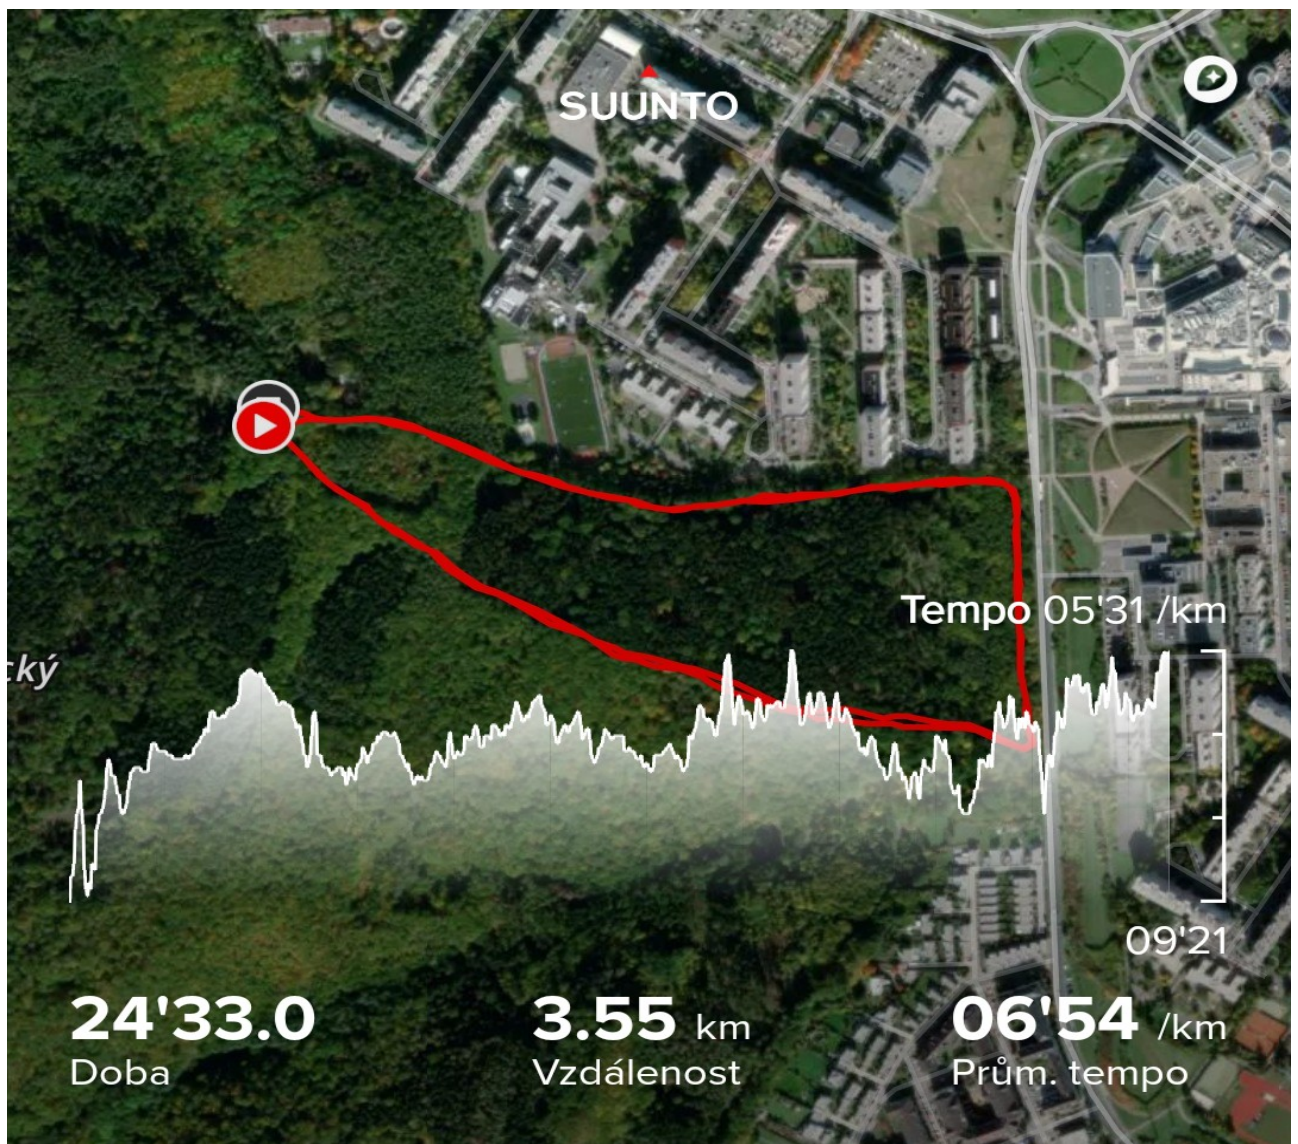 SUUNTO
cký
Tempo 05'31 /km
09'21
24'33.0
3.55 km
06'54 /km
Doba
Vzdálenost
Prům. tempo